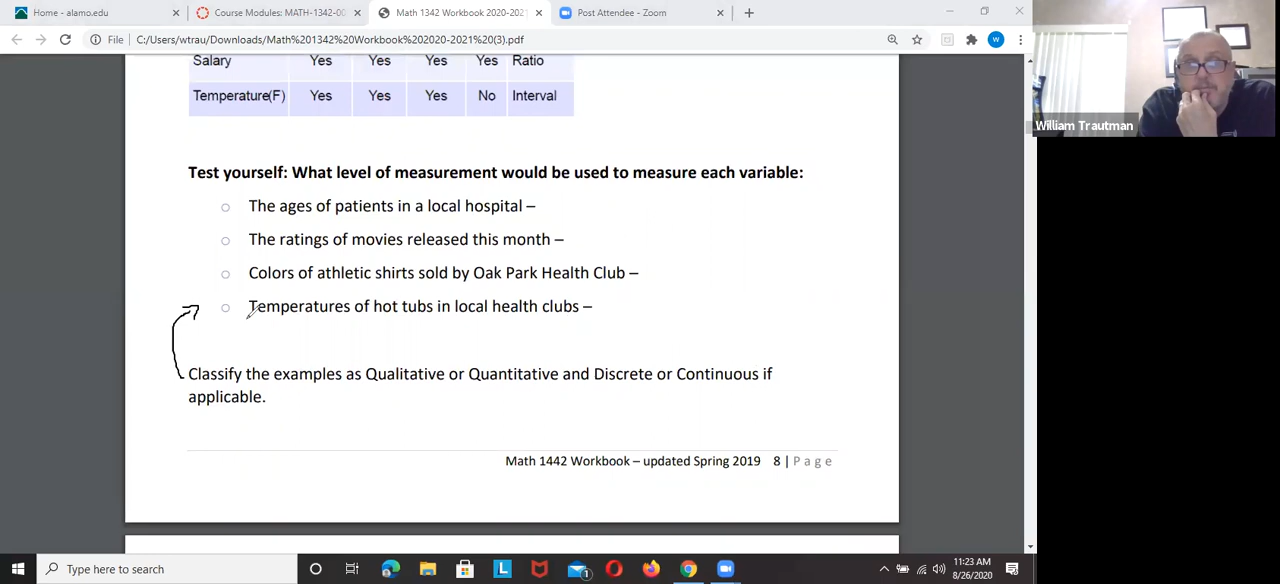 Home - alamo.edu
Course Modules: MATH-1342-00
Math 1342 Workbook 2020-2021
Post Attendee - Zoom
File
C:/Users/wtrau/Downloads/Math%201342%20Workbook%202020-2021%20(3).pdf
W
Salary Yes Yes Yes Yes Ratio
Temperature(F) Yes Yes Yes No Interval
William Trautman
Test yourself: What level of measurement would be used to measure each variable:
The ages of patients in a local hospital –
The ratings of movies released this month –
Colors of athletic shirts sold by Oak Park Health Club –
Temperatures of hot tubs in local health clubs –
Classify the examples as Qualitative or Quantitative and Discrete or Continuous if
applicable.
Math 1442 Workbook – updated Spring 2019 8 | Page
Type here to search
L
1
11:23 AM
8/26/2020